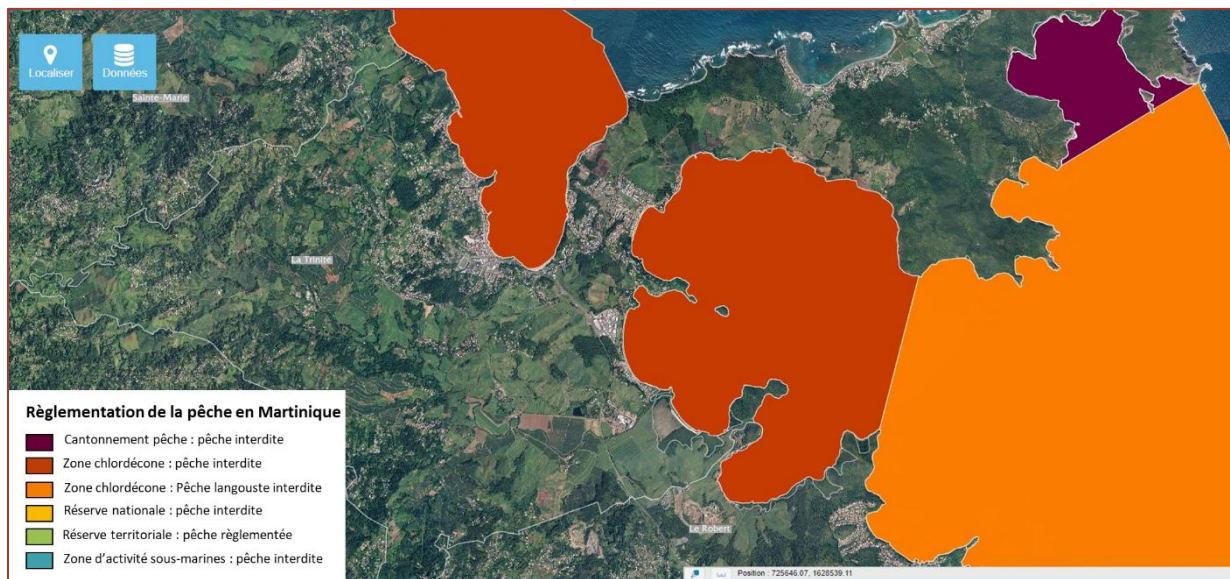 Localiser
Données
Sainte-Marie
La Trinité
Le Robert
Règlementation de la pêche en Martinique
Cantonnement pêche : pêche interdite
Zone chlordécone : pêche interdite
Zone chlordécone : Pêche langouste interdite
Réserve nationale : pêche interdite
Réserve territoriale : pêche règlementée
Zone d'activité sous-marines : pêche interdite
Position : 725646.07, 1628539.11